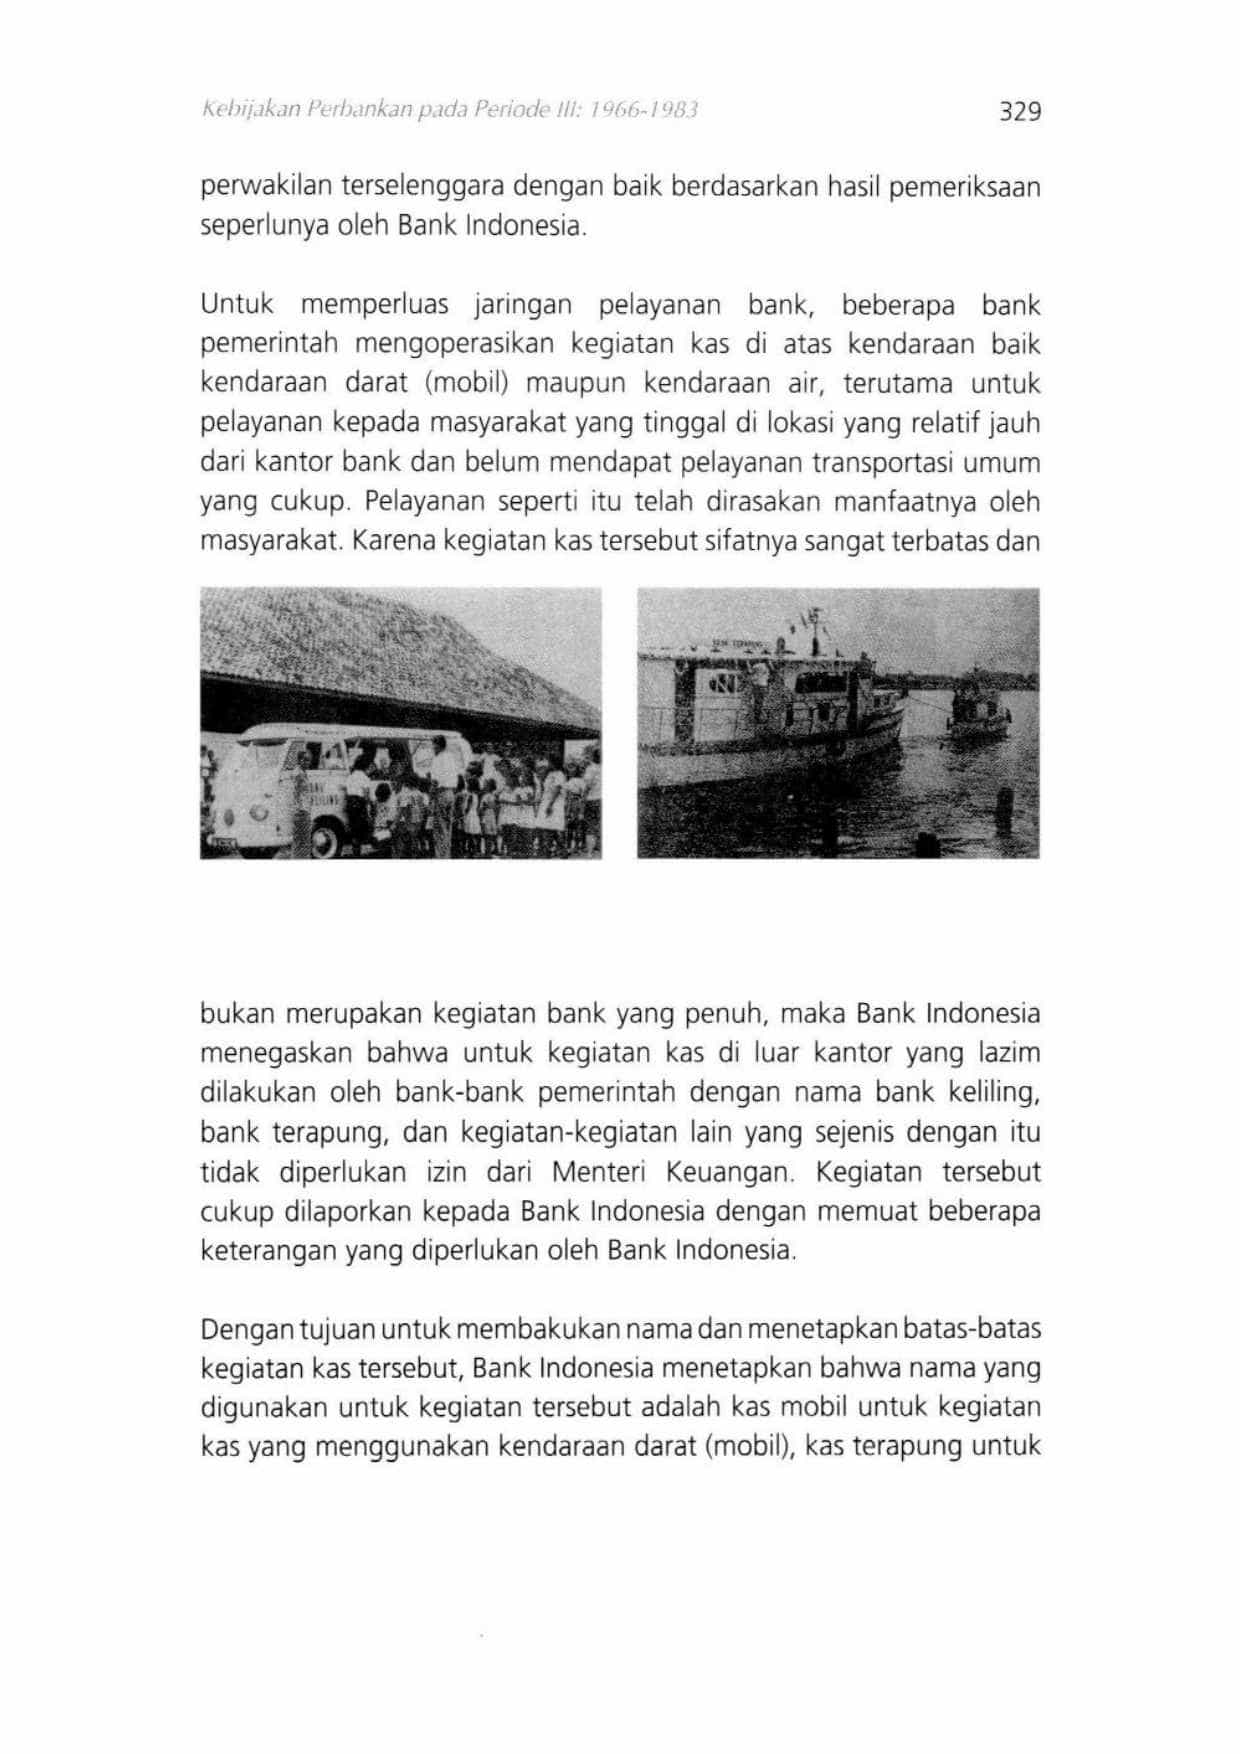 Kebijakan Perbankan pada Periode III: 1966-1983
329
perwakilan terselenggara dengan baik berdasarkan hasil pemeriksaan
seperlunya oleh Bank Indonesia.
Untuk memperluas jaringan pelayanan bank, beberapa bank
pemerintah mengoperasikan kegiatan kas di atas kendaraan baik
kendaraan darat (mobil) maupun kendaraan air, terutama untuk
pelayanan kepada masyarakat yang tinggal di lokasi yang relatif jauh
dari kantor bank dan belum mendapat pelayanan transportasi umum
yang cukup. Pelayanan seperti itu telah dirasakan manfaatnya oleh
masyarakat. Karena kegiatan kas tersebut sifatnya sangat terbatas dan
bukan merupakan kegiatan bank yang penuh, maka Bank Indonesia
menegaskan bahwa untuk kegiatan kas di luar kantor yang lazim
dilakukan oleh bank-bank pemerintah dengan nama bank keliling,
bank terapung, dan kegiatan-kegiatan lain yang sejenis dengan itu
tidak diperlukan izin dari Menteri Keuangan. Kegiatan tersebut
cukup dilaporkan kepada Bank Indonesia dengan memuat beberapa
keterangan yang diperlukan oleh Bank Indonesia.
Dengan tujuan untuk membakukan nama dan menetapkan batas-batas
kegiatan kas tersebut, Bank Indonesia menetapkan bahwa nama yang
digunakan untuk kegiatan tersebut adalah kas mobil untuk kegiatan
kas yang menggunakan kendaraan darat (mobil), kas terapung untuk